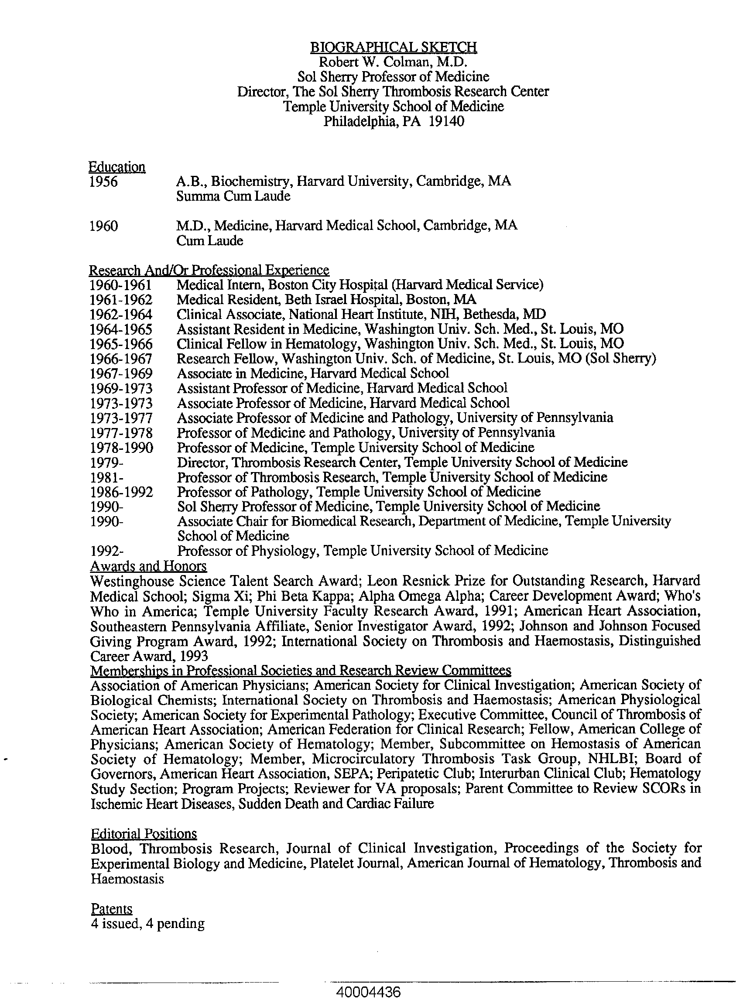 BIOGRAPHICAL SKETCH
Robert W. Colman, M.D.
Sol Sherry Professor of Medicine
Director, The Sol Sherry Thrombosis Research Center
Temple University School of Medicine
Philadelphia, PA 19140
Education
1956 A.B., Biochemistry, Harvard University, Cambridge, MA
Summa Cum Laude
1960 M.D., Medicine, Harvard Medical School, Cambridge, MA
Cum Laude
Research And/Or Professional Experience
1960-1961 Medical Intern, Boston City Hospital (Harvard Medical Service)
1961-1962 Medical Resident, Beth Israel Hospital, Boston, MA
1962-1964 Clinical Associate, National Heart Institute, NIH, Bethesda, MD
1964-1965 Assistant Resident in Medicine, Washington Univ. Sch. Med., St. Louis, MO
1965-1966 Clinical Fellow in Hematology, Washington Univ. Sch. Med., St. Louis, MO
1966-1967 Research Fellow, Washington Univ. Sch. of Medicine, St. Louis, MO (Sol Sherry)
1967-1969 Associate in Medicine, Harvard Medical School
1969-1973 Assistant Professor of Medicine, Harvard Medical School
1973-1973 Associate Professor of Medicine, Harvard Medical School
1973-1977 Associate Professor of Medicine and Pathology, University of Pennsylvania
1977-1978 Professor of Medicine and Pathology, University of Pennsylvania
1978-1990 Professor of Medicine, Temple University School of Medicine
1979- Director, Thrombosis Research Center, Temple University School of Medicine
1981- Professor of Thrombosis Research, Temple University School of Medicine
1986-1992 Professor of Pathology, Temple University School of Medicine
1990- Sol Sherry Professor of Medicine, Temple University School of Medicine
1990- Associate Chair for Biomedical Research, Department of Medicine, Temple University
School of Medicine
1992- Professor of Physiology, Temple University School of Medicine
Awards and Honors
Westinghouse Science Talent Search Award; Leon Resnick Prize for Outstanding Research, Harvard
Medical School; Sigma Xi; Phi Beta Kappa; Alpha Omega Alpha; Career Development Award; Who's
Who in America; Temple University Faculty Research Award, 1991; American Heart Association,
Southeastern Pennsylvania Affiliate, Senior Investigator Award, 1992; Johnson and Johnson Focused
Giving Program Award, 1992; International Society on Thrombosis and Haemostasis, Distinguished
Career Award, 1993
Memberships in Professional Societies and Research Review Committees
Association of American Physicians; American Society for Clinical Investigation; American Society of
Biological Chemists; International Society on Thrombosis and Haemostasis; American Physiological
Society; American Society for Experimental Pathology; Executive Committee, Council of Thrombosis of
American Heart Association; American Federation for Clinical Research; Fellow, American College of
Physicians; American Society of Hematology; Member, Subcommittee on Hemostasis of American
Society of Hematology; Member, Microcirculatory Thrombosis Task Group, NHLBI; Board of
Governors, American Heart Association, SEPA; Peripatetic Club; Interurban Clinical Club; Hematology
Study Section; Program Projects; Reviewer for VA proposals; Parent Committee to Review SCORs in
Ischemic Heart Diseases, Sudden Death and Cardiac Failure
Editorial Positions
Blood, Thrombosis Research, Journal of Clinical Investigation, Proceedings of the Society for
Experimental Biology and Medicine, Platelet Journal, American Journal of Hematology, Thrombosis and
Haemostasis
Patents
4 issued, 4 pending
40004436